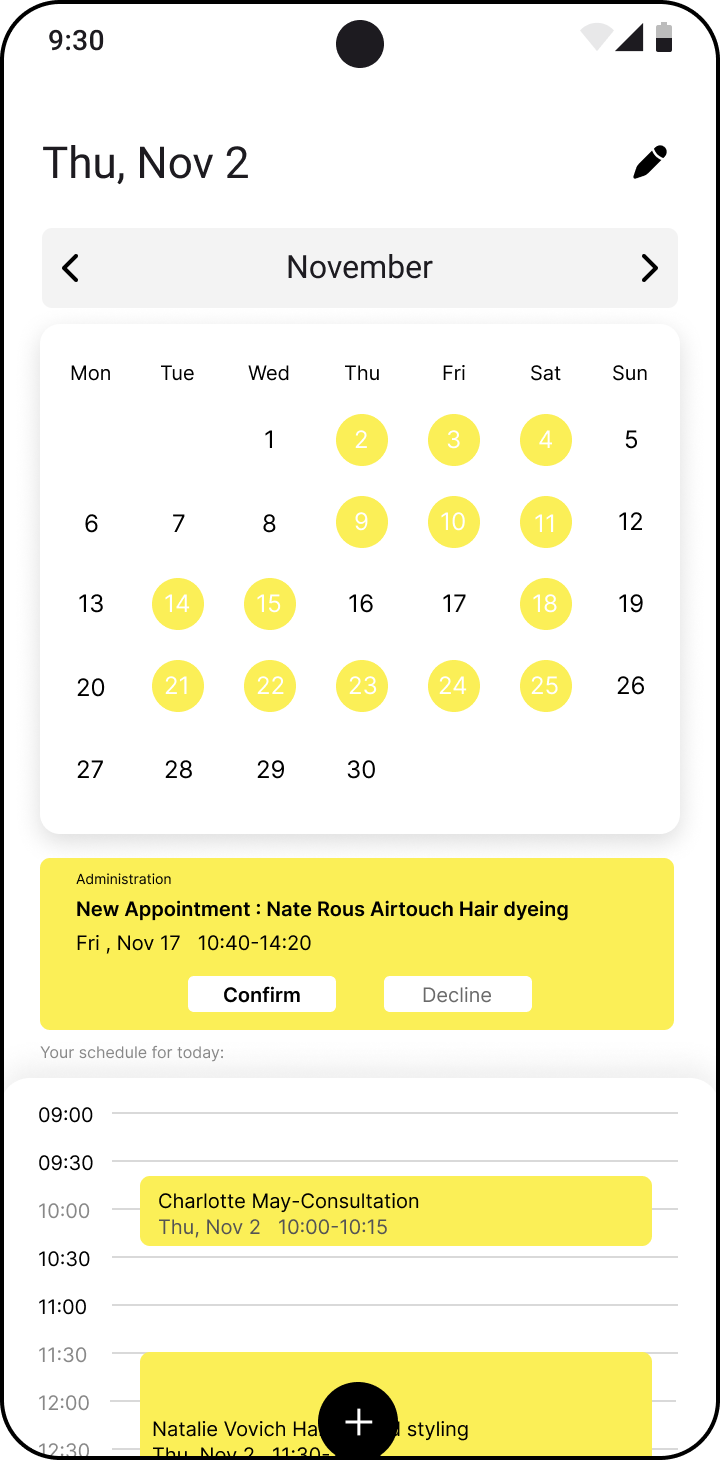 9:30
Thu, Nov 2
November
Mon Tue Wed Thu Fri Sat Sun
1 2 3 4 5
6 7 8 9 10 11 12
13 14 15 16 17 18 19
20 21 22 23 24 25 26
27 28 29 30
Administration
New Appointment : Nate Rous Airtouch Hair dyeing
Fri , Nov 17 10:40-14:20
Confirm Decline
Your schedule for today:
09:00
09:30
Charlotte May-Consultation
10:00
Thu, Nov 2 10:00-10:15
10:30
11:00
11:30
12:00
Natalie Vovich styling
12:30
Thu, Nov 2 11:30-